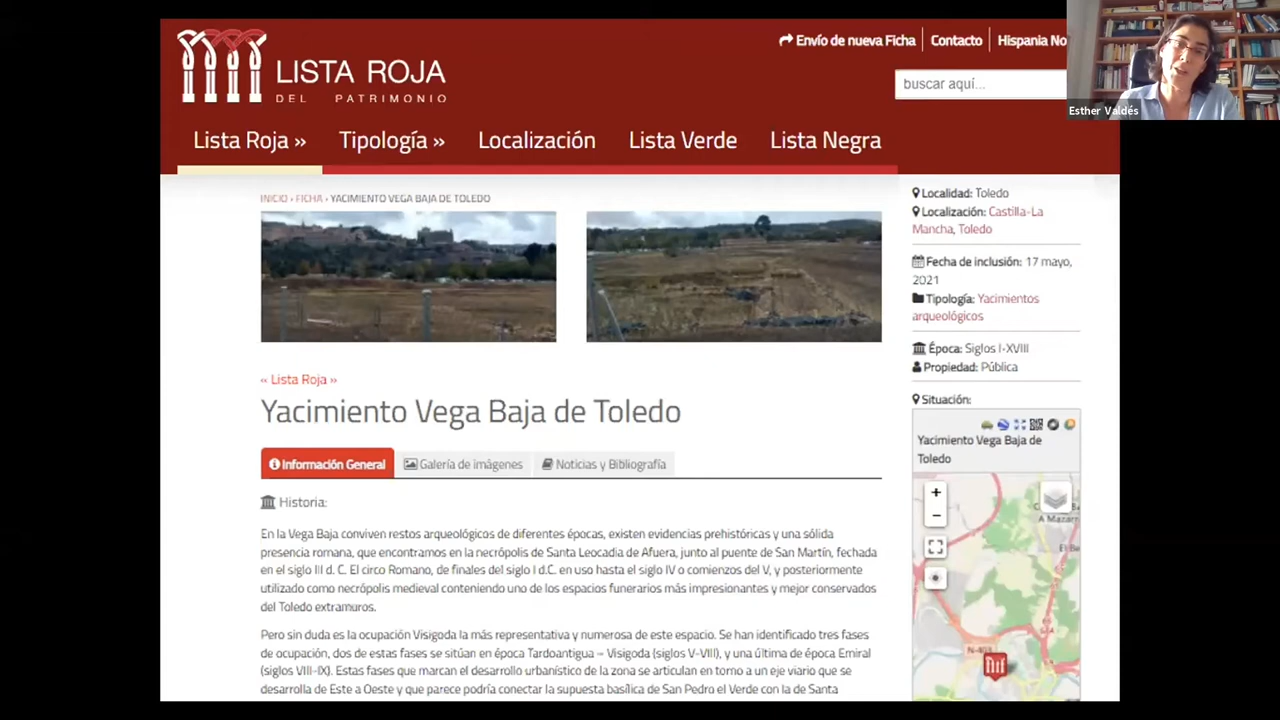 LISTA ROJA
DEL PATRIMONIO
Envío de nueva Ficha
Contacto
Hispania No
buscar aquí...
Esther Valdés
Lista Roja »
Tipología »
Localización
Lista Verde
Lista Negra
INICIO › FICHA › YACIMIENTO VEGA BAJA DE TOLEDO
« Lista Roja »
Yacimiento Vega Baja de Toledo
Información General
Galería de imágenes
Noticias y Bibliografía
Historia:
En la Vega Baja conviven restos arqueológicos de diferentes épocas, existen evidencias prehistóricas y una sólida
presencia romana, que encontramos en la necrópolis de Santa Leocadia de Afuera, junto al puente de San Martín, fechada
en el siglo III d. C. El circo Romano, de finales del siglo I d.C. en uso hasta el siglo IV o comienzos del V, y posteriormente
utilizado como necrópolis medieval conteniendo uno de los espacios funerarios más impresionantes y mejor conservados
del Toledo extramuros.
Pero sin duda es la ocupación Visigoda la más representativa y numerosa de este espacio. Se han identificado tres fases
de ocupación, dos de estas fases se sitúan en época Tardoantigua – Visigoda (siglos V-VIII), y una última de época Emiral
(siglos VIII-IX). Estas fases que marcan el desarrollo urbanístico de la zona se articulan en torno a un eje viario que se
desarrolla de Este a Oeste y que parece podría conectar la supuesta basílica de San Pedro el Verde con la de Santa
Localidad: Toledo
Localización: Castilla-La
Mancha, Toledo
Fecha de inclusión: 17 mayo,
2021
Tipología: Yacimientos
arqueológicos
Época: Siglos I-XVIII
Propiedad: Pública
Situación:
Yacimiento Vega Baja de
Toledo
+
−
A Mazarr
El Be
N-403